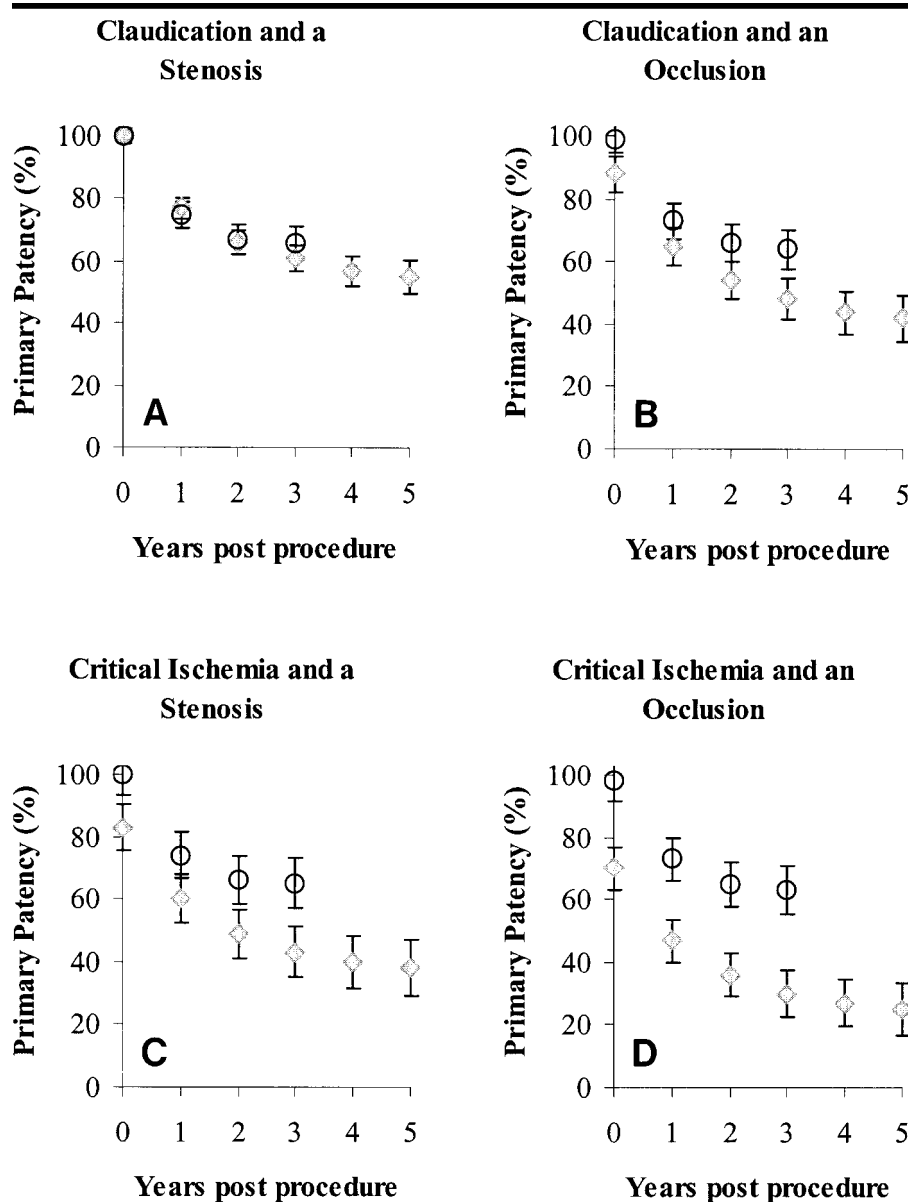 Claudication and a
Stenosis
Primary Patency (%)
100
80
60
40
20
0
A
0 1 2 3 4 5
Years post procedure
Claudication and an
Occlusion
Primary Patency (%)
100
80
60
40
20
0
B
0 1 2 3 4 5
Years post procedure
Critical Ischemia and a
Stenosis
Primary Patency (%)
100
80
60
40
20
0
C
0 1 2 3 4 5
Years post procedure
Critical Ischemia and an
Occlusion
Primary Patency (%)
100
80
60
40
20
0
D
0 1 2 3 4 5
Years post procedure